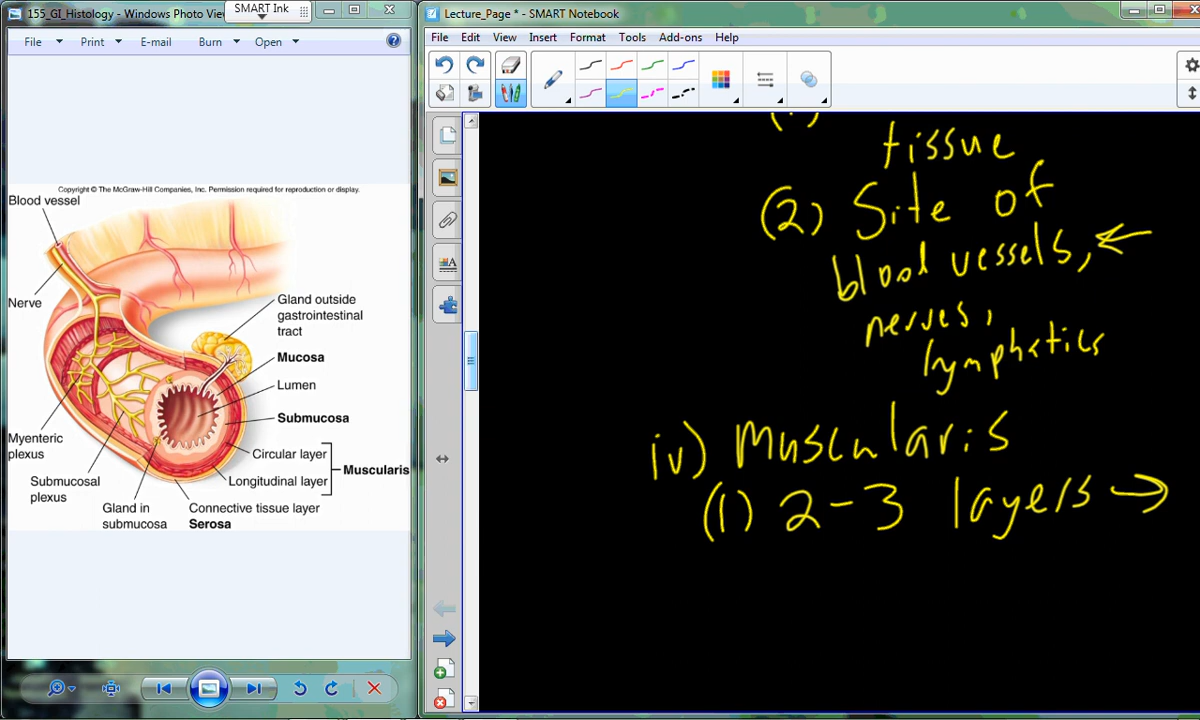 155_GI_Histology - Windows Photo View
SMART Ink
File Print E-mail Burn Open
Copyright © The McGraw-Hill Companies, Inc. Permission required for reproduction or display.
Blood vessel
Nerve
Gland outside
gastrointestinal
tract
Mucosa
Lumen
Submucosa
Circular layer
Muscularis
Longitudinal layer
Myenteric
plexus
Submucosal
plexus
Gland in
submucosa
Connective tissue layer
Serosa
Lecture_Page * - SMART Notebook
File Edit View Insert Format Tools Add-ons Help
tissue
(2) Site of
blood vessels, ←
nerves,
lymphatics
iv) Muscularis
(1) 2-3 layers →